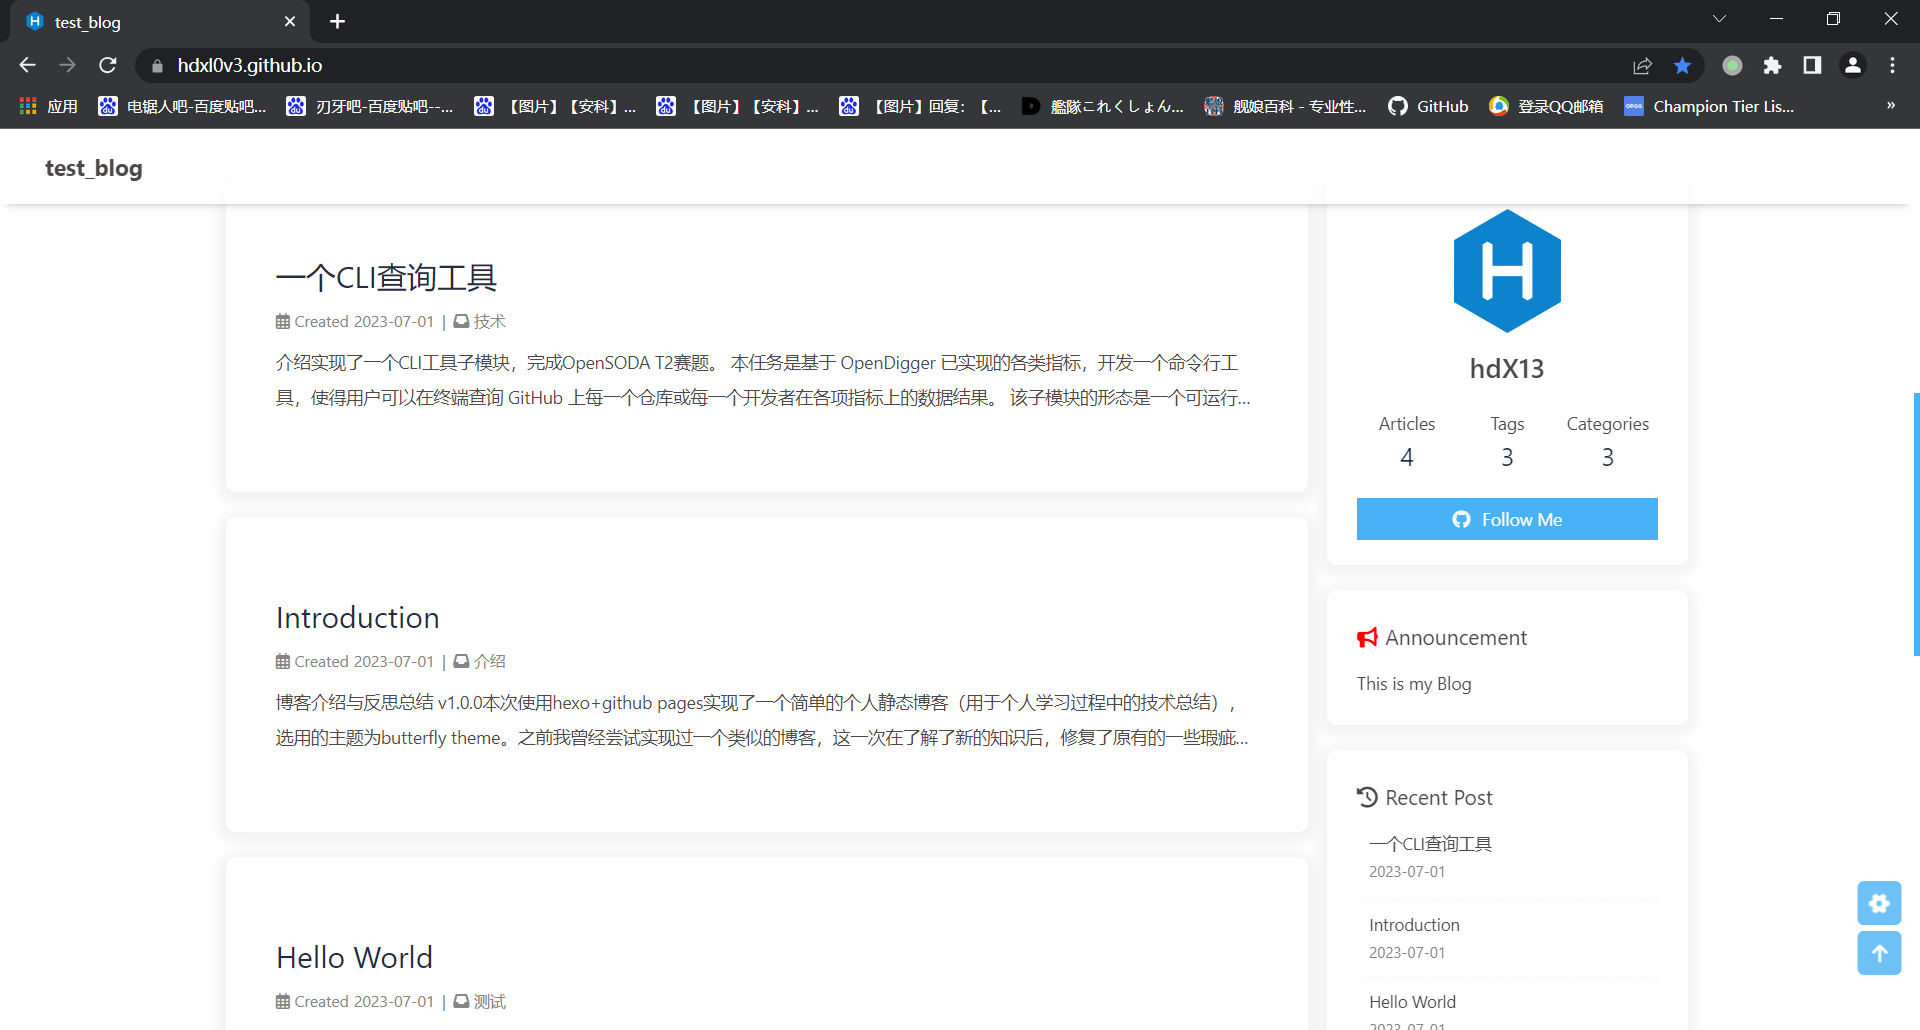 test_blog
hdxl0v3.github.io
应用
电锯人吧-百度贴吧...
刃牙吧-百度贴吧--...
【图片】【安科】...
【图片】【安科】...
【图片】回复：【...
艦隊これくしょん...
舰娘百科 - 专业性...
GitHub
登录QQ邮箱
OP.GG
Champion Tier Lis...
»
test_blog
一个CLI查询工具
Created 2023-07-01 | 技术
介绍实现了一个CLI工具子模块，完成OpenSODA T2赛题。 本任务是基于 OpenDigger 已实现的各类指标，开发一个命令行工
具，使得用户可以在终端查询 GitHub 上每一个仓库或每一个开发者在各项指标上的数据结果。 该子模块的形态是一个可运行...
Introduction
Created 2023-07-01 | 介绍
博客介绍与反思总结 v1.0.0本次使用hexo+github pages实现了一个简单的个人静态博客（用于个人学习过程中的技术总结），
选用的主题为butterfly theme。之前我曾经尝试实现过一个类似的博客，这一次在了解了新的知识后，修复了原有的一些瑕疵...
Hello World
Created 2023-07-01 | 测试
H
hdX13
Articles
4
Tags
3
Categories
3
Follow Me
Announcement
This is my Blog
Recent Post
一个CLI查询工具
2023-07-01
Introduction
2023-07-01
Hello World
2023-07-01